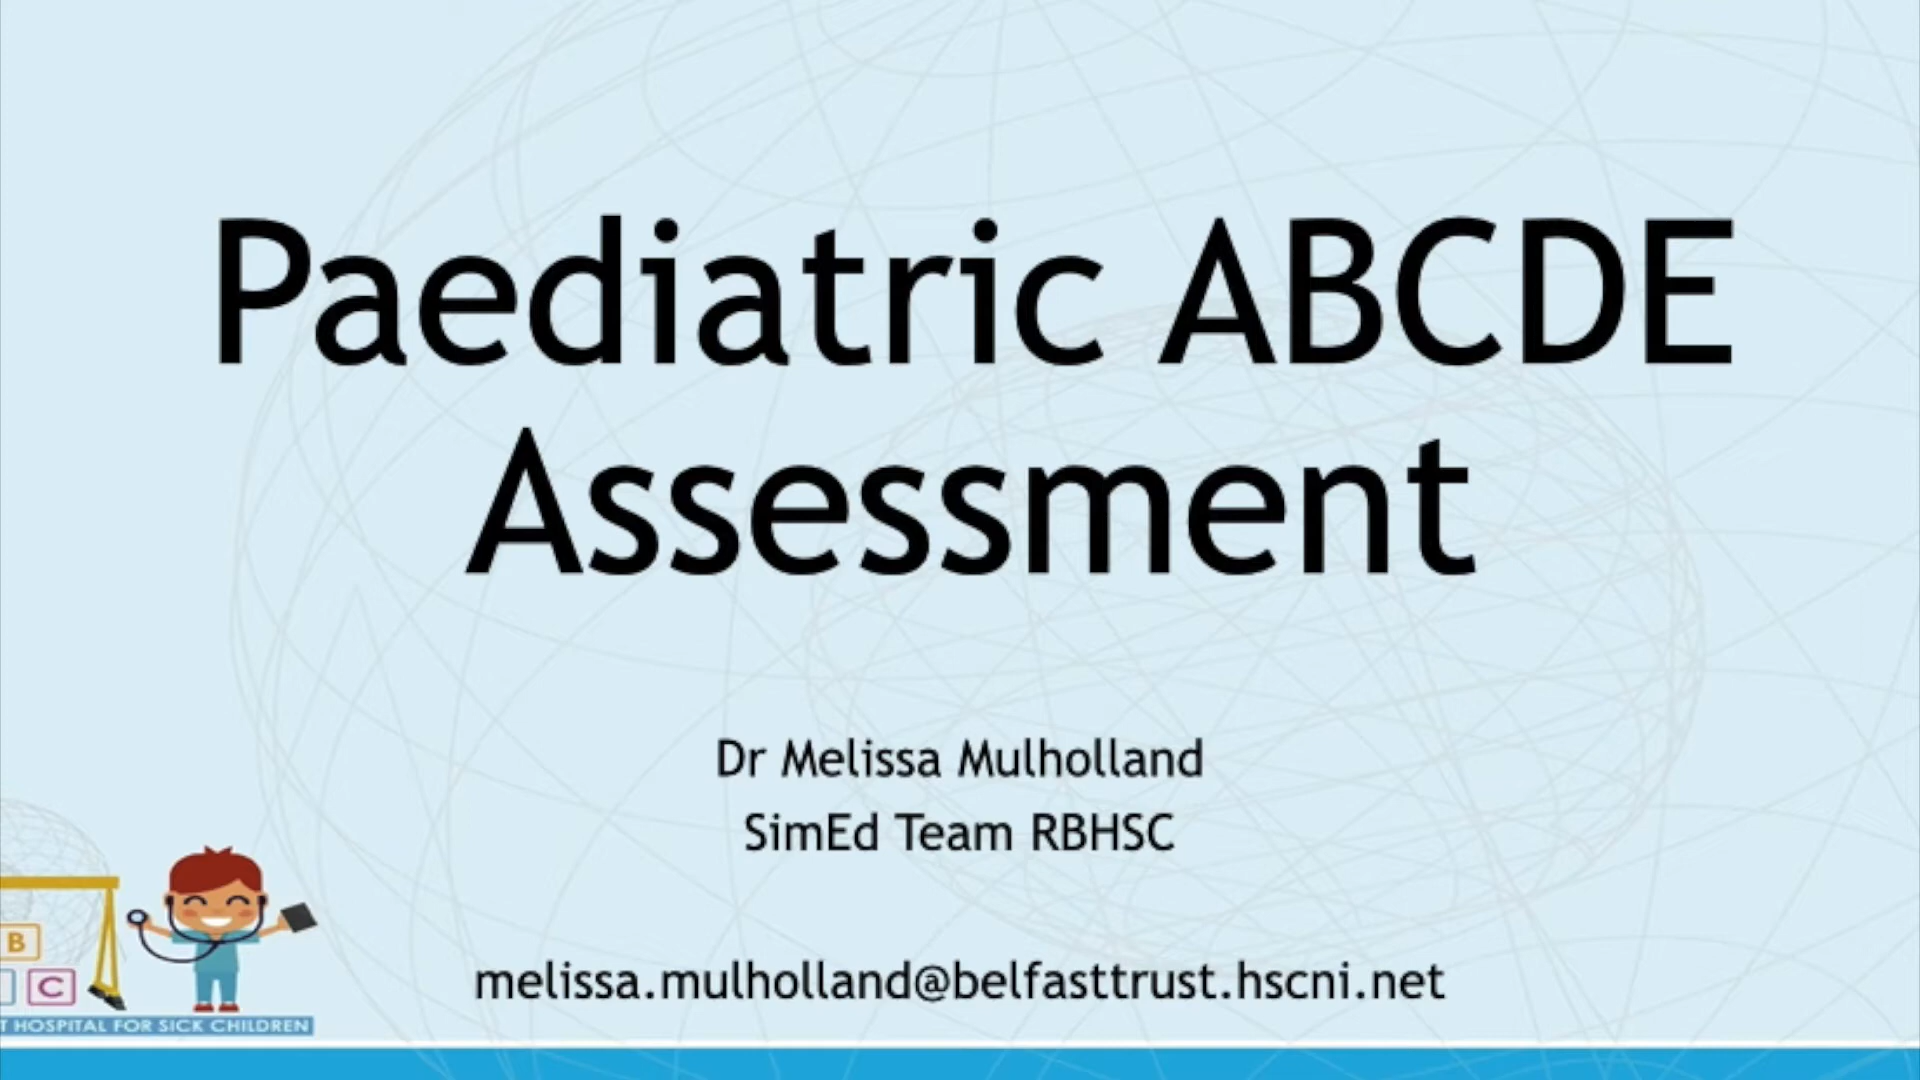 Paediatric ABCDE
Assessment
Dr Melissa Mulholland
SimEd Team RBHSC
melissa.mulholland@belfasttrust.hscni.net
B
C
T HOSPITAL FOR SICK CHILDREN